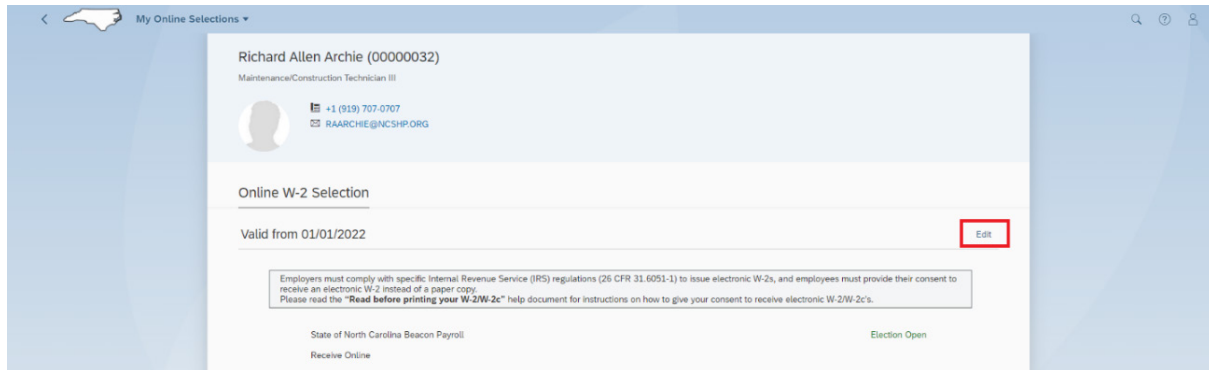 My Online Selections
Richard Allen Archie (00000032)
Maintenance/Construction Technician III
+1 (919) 707-0707
RAARCHIE@NCSHP.ORG
Online W-2 Selection
Valid from 01/01/2022
Edit
Employers must comply with specific Internal Revenue Service (IRS) regulations (26 CFR 31.6051-1) to issue electronic W-2s, and employees must provide their consent to
receive an electronic W-2 instead of a paper copy.
Please read the "Read before printing your W-2/W-2c" help document for instructions on how to give your consent to receive electronic W-2/W-2c's.
State of North Carolina Beacon Payroll
Election Open
Receive Online